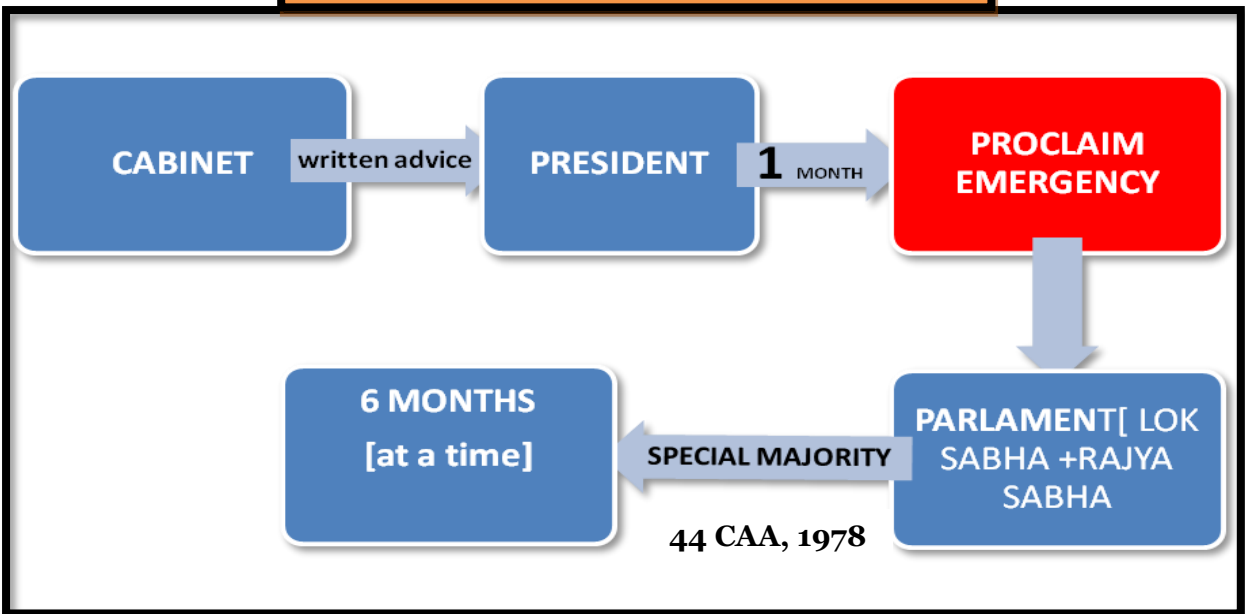 CABINET
written advice
PRESIDENT
1 MONTH
PROCLAIM
EMERGENCY
PARLAMENT[ LOK
SABHA +RAJYA
SABHA
SPECIAL MAJORITY
6 MONTHS
[at a time]
44 CAA, 1978